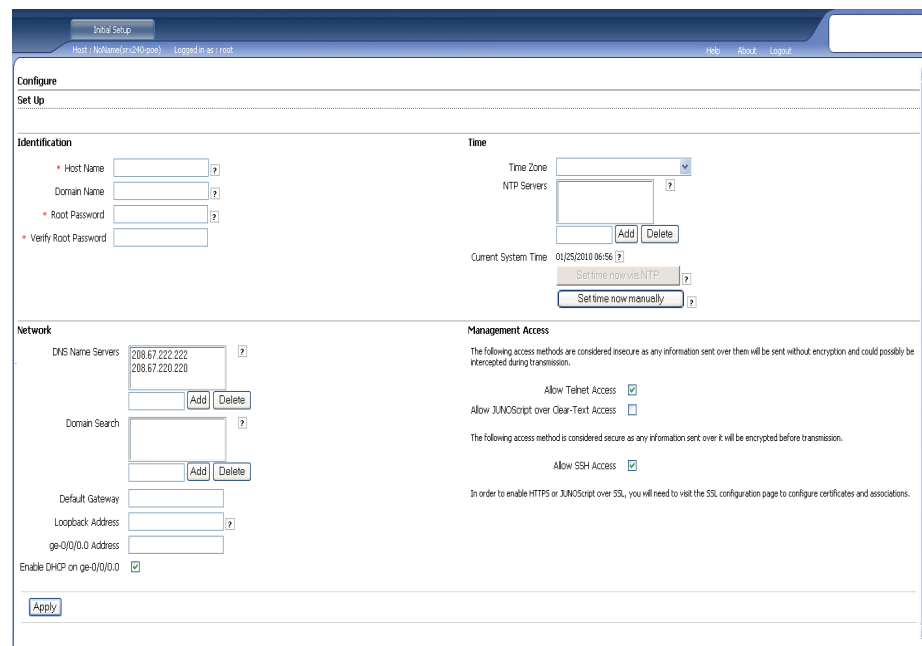 Initial Setup
Host : NoName(srx240-poe) Logged in as : root
Help About Logout
Configure
Set Up
Identification
* Host Name ?
Domain Name ?
* Root Password ?
* Verify Root Password
Time
Time Zone
NTP Servers ?
Add Delete
Current System Time 01/25/2010 06:56 ?
Set time now via NTP ?
Set time now manually ?
Network
DNS Name Servers ?
208.67.222.222
208.67.220.220
Add Delete
Domain Search ?
Add Delete
Default Gateway
Loopback Address ?
ge-0/0/0.0 Address
Enable DHCP on ge-0/0/0.0
Management Access
The following access methods are considered insecure as any information sent over them will be sent without encryption and could possibly be
intercepted during transmission.
Allow Telnet Access
Allow JUNOScript over Clear-Text Access
The following access method is considered secure as any information sent over it will be encrypted before transmission.
Allow SSH Access
In order to enable HTTPS or JUNOScript over SSL, you will need to visit the SSL configuration page to configure certificates and associations.
Apply